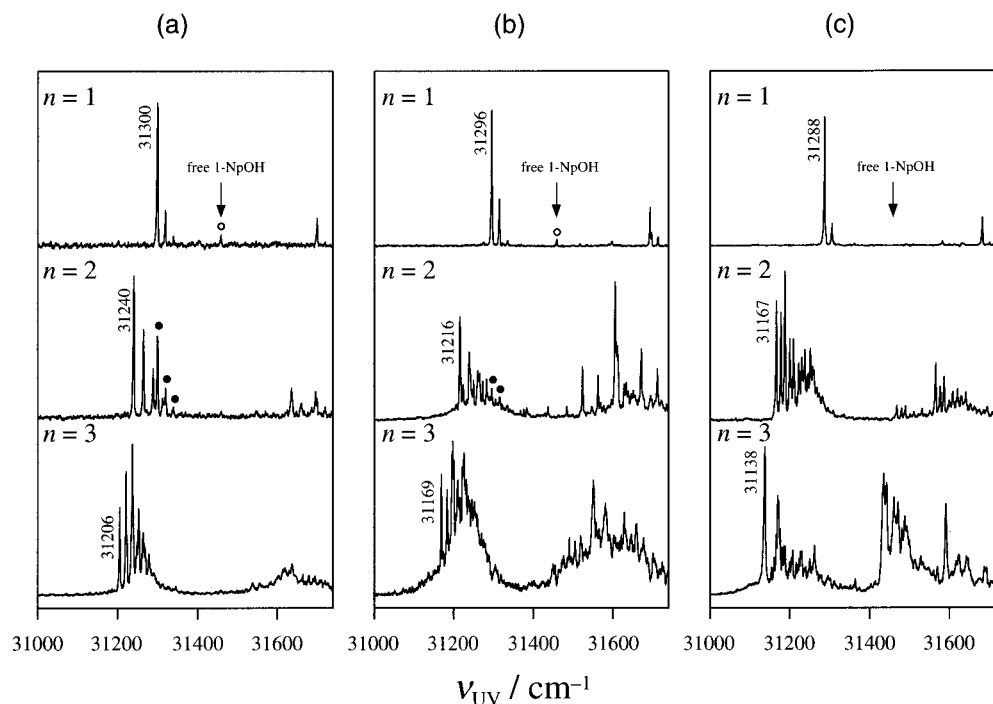 (a) (b) (c)
n = 1
31300
free 1-NpOH
n = 2
31240
n = 3
31206
31000 31200 31400 31600
n = 1
31296
free 1-NpOH
n = 2
31216
n = 3
31169
31000 31200 31400 31600
n = 1
31288
free 1-NpOH
n = 2
31167
n = 3
31138
31000 31200 31400 31600
νUV / cm–1